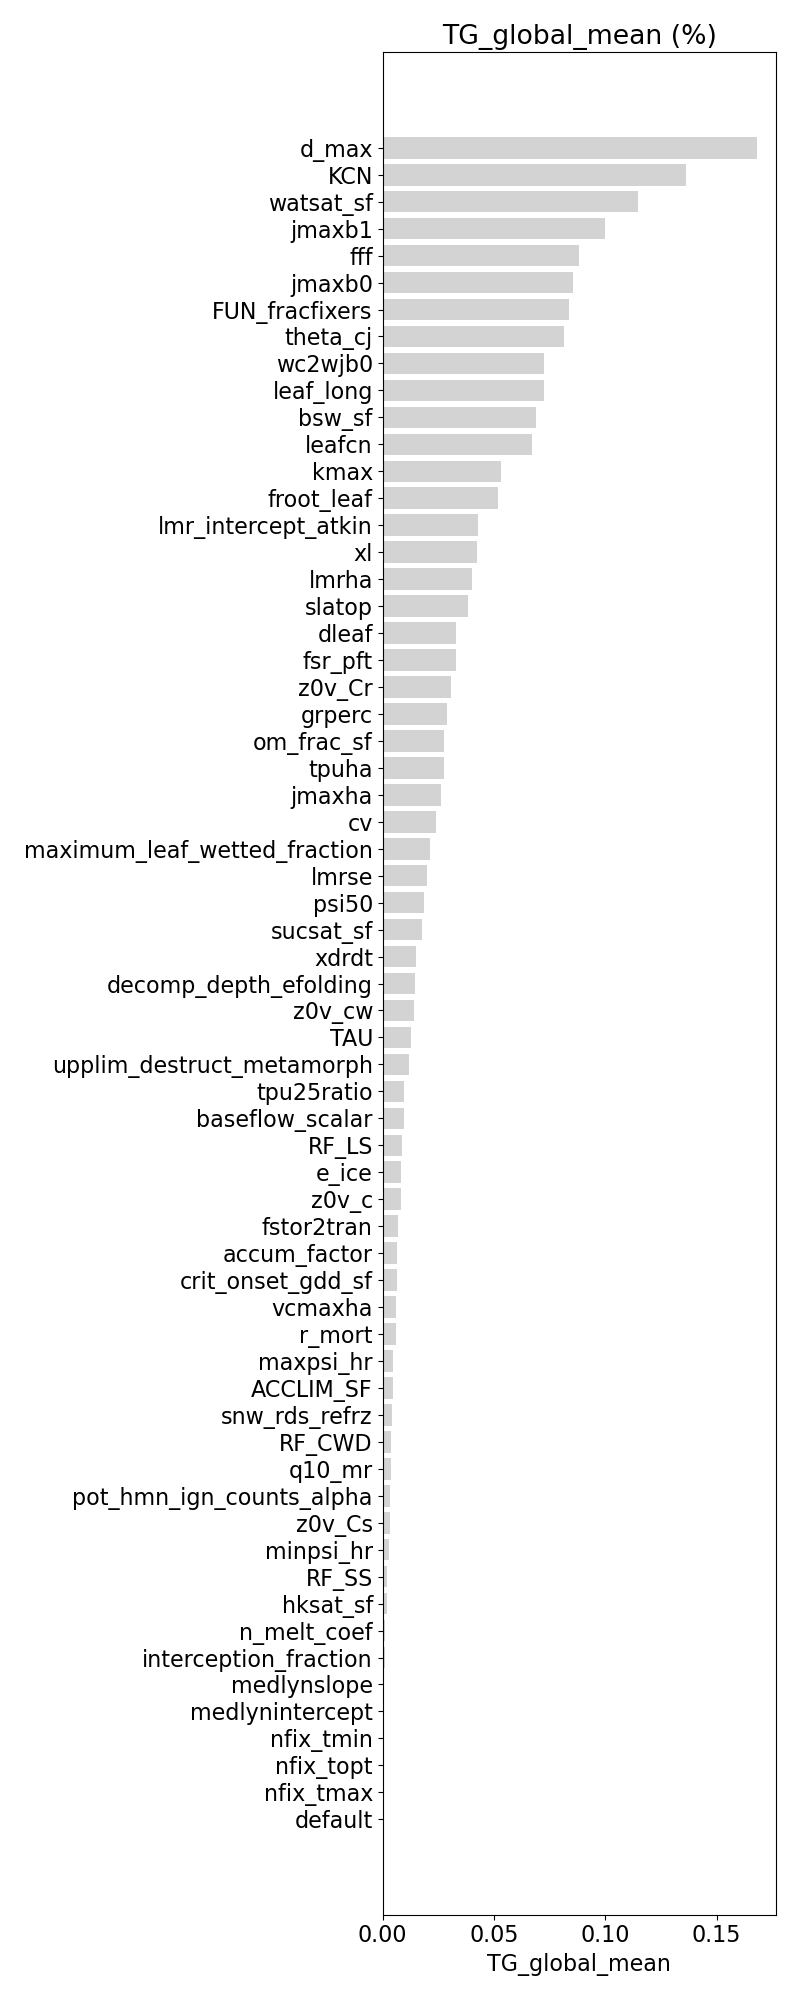 TG_global_mean (%)
d_max
KCN
watsat_sf
jmaxb1
fff
jmaxb0
FUN_fracfixers
theta_cj
wc2wjb0
leaf_long
bsw_sf
leafcn
kmax
froot_leaf
lmr_intercept_atkin
xl
lmrha
slatop
dleaf
fsr_pft
z0v_Cr
grperc
om_frac_sf
tpuha
jmaxha
cv
maximum_leaf_wetted_fraction
lmrse
psi50
sucsat_sf
xdrdt
decomp_depth_efolding
z0v_cw
TAU
upplim_destruct_metamorph
tpu25ratio
baseflow_scalar
RF_LS
e_ice
z0v_c
fstor2tran
accum_factor
crit_onset_gdd_sf
vcmaxha
r_mort
maxpsi_hr
ACCLIM_SF
snw_rds_refrz
RF_CWD
q10_mr
pot_hmn_ign_counts_alpha
z0v_Cs
minpsi_hr
RF_SS
hksat_sf
n_melt_coef
interception_fraction
medlynslope
medlynintercept
nfix_tmin
nfix_topt
nfix_tmax
default
0.00 0.05 0.10 0.15
TG_global_mean